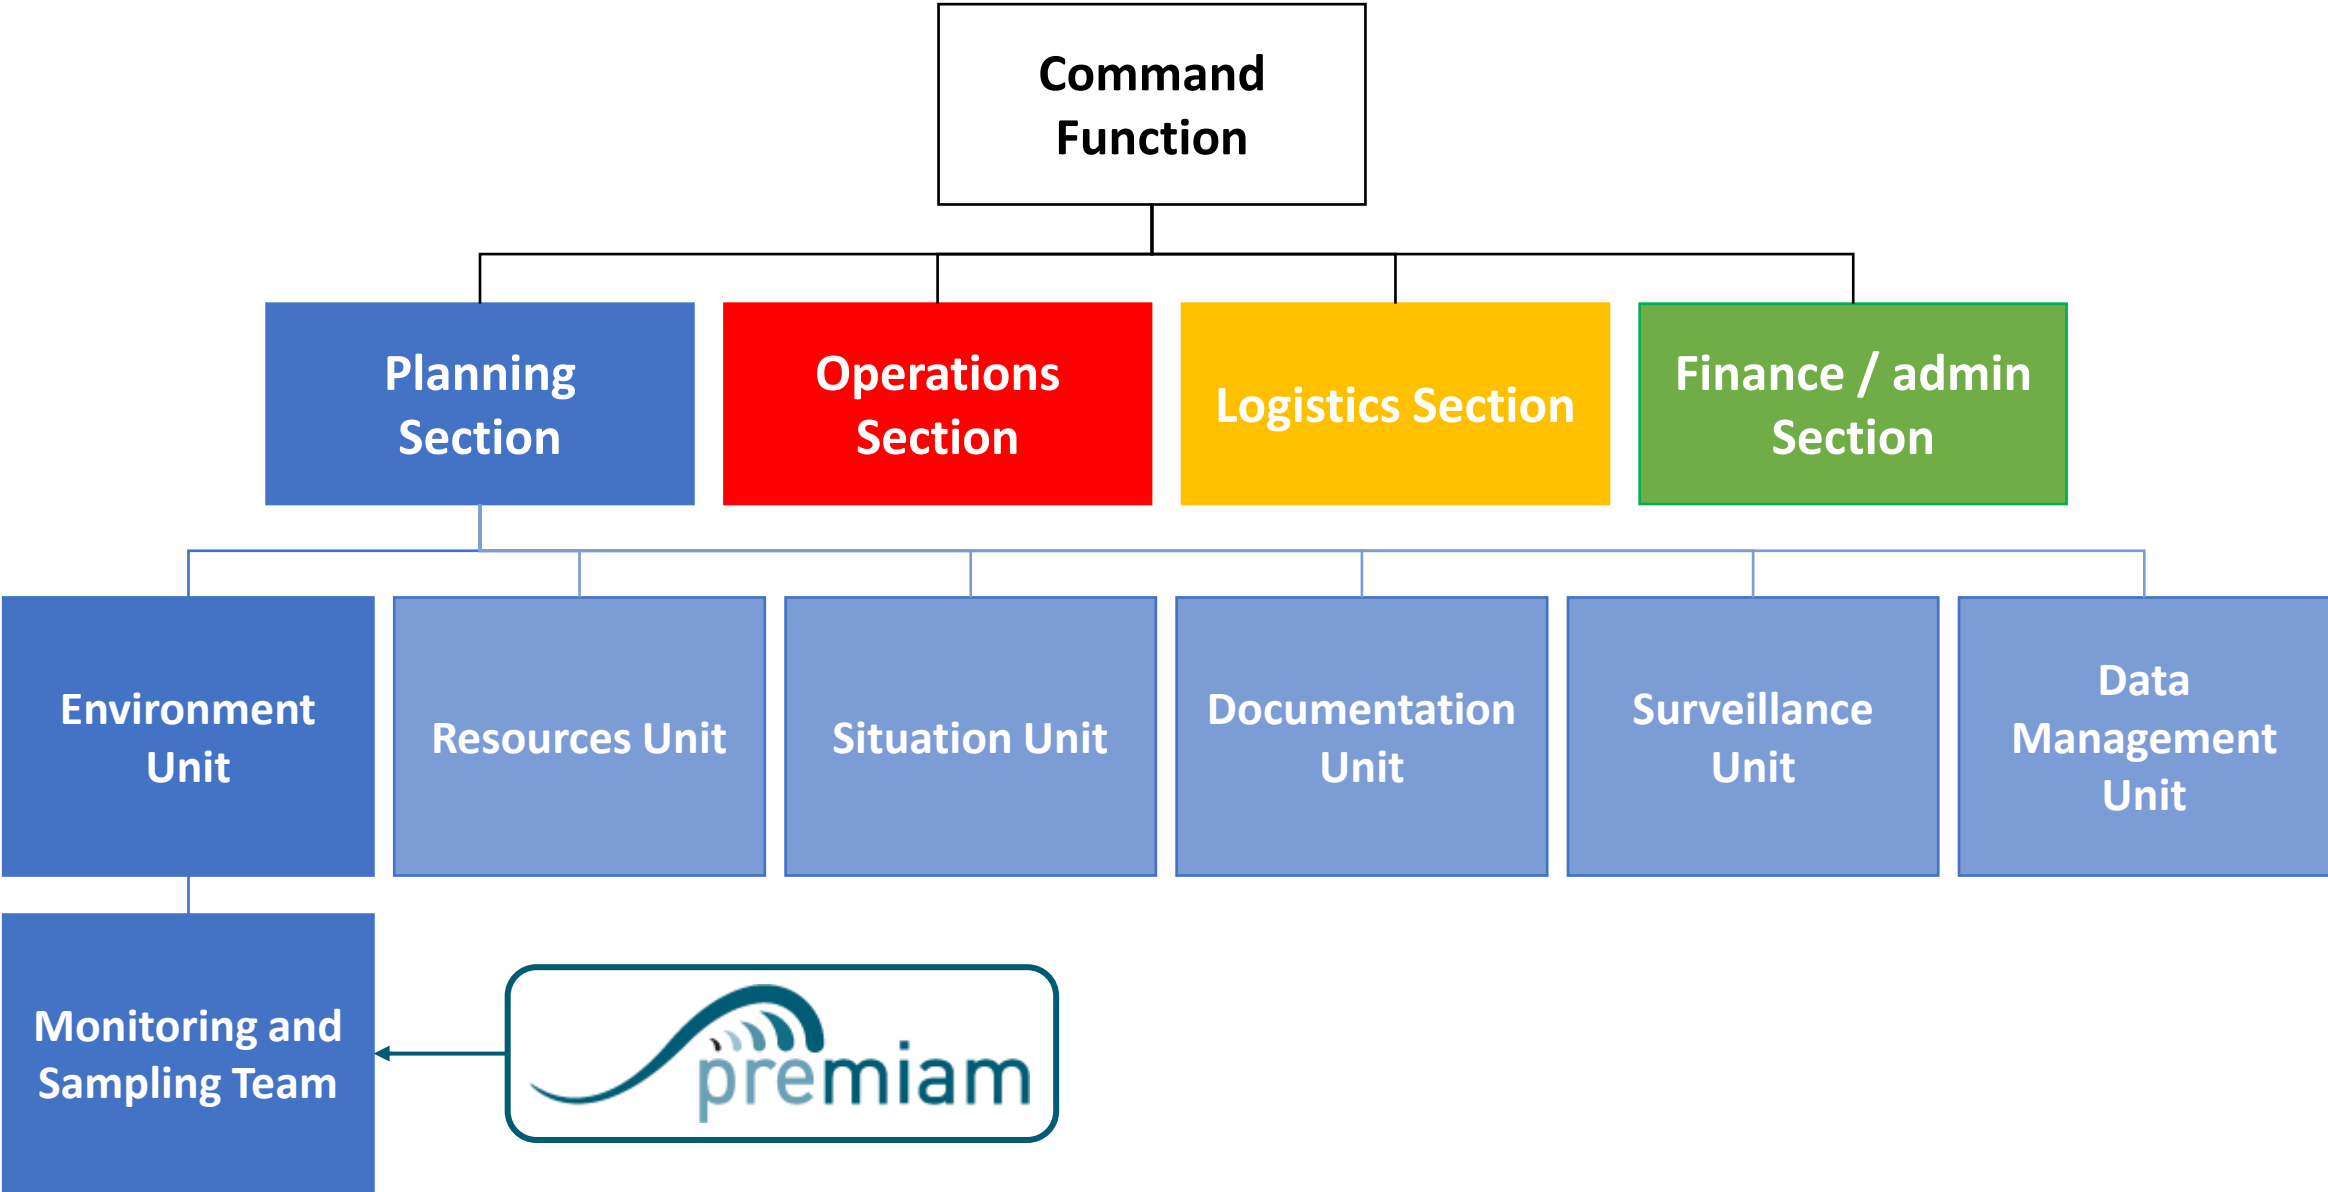 Command
Function
Planning
Section
Operations
Section
Logistics Section
Finance / admin
Section
Environment
Unit
Resources Unit
Situation Unit
Documentation
Unit
Surveillance
Unit
Data
Management
Unit
Monitoring and
Sampling Team
premiam